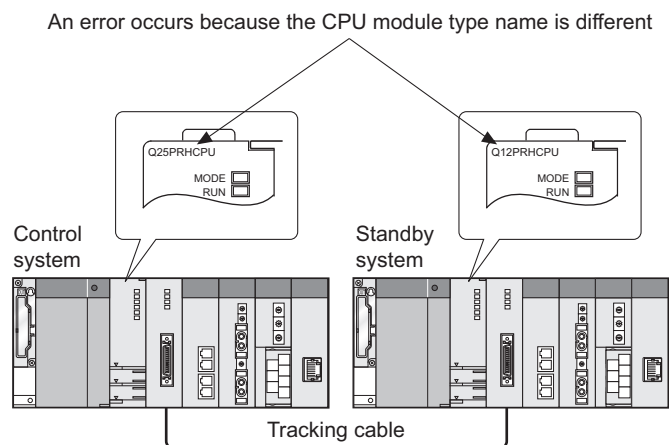 An error occurs because the CPU module type name is different
Q25PRHCPU
MODE
RUN
Q12PRHCPU
MODE
RUN
Control
system
Standby
system
Tracking cable